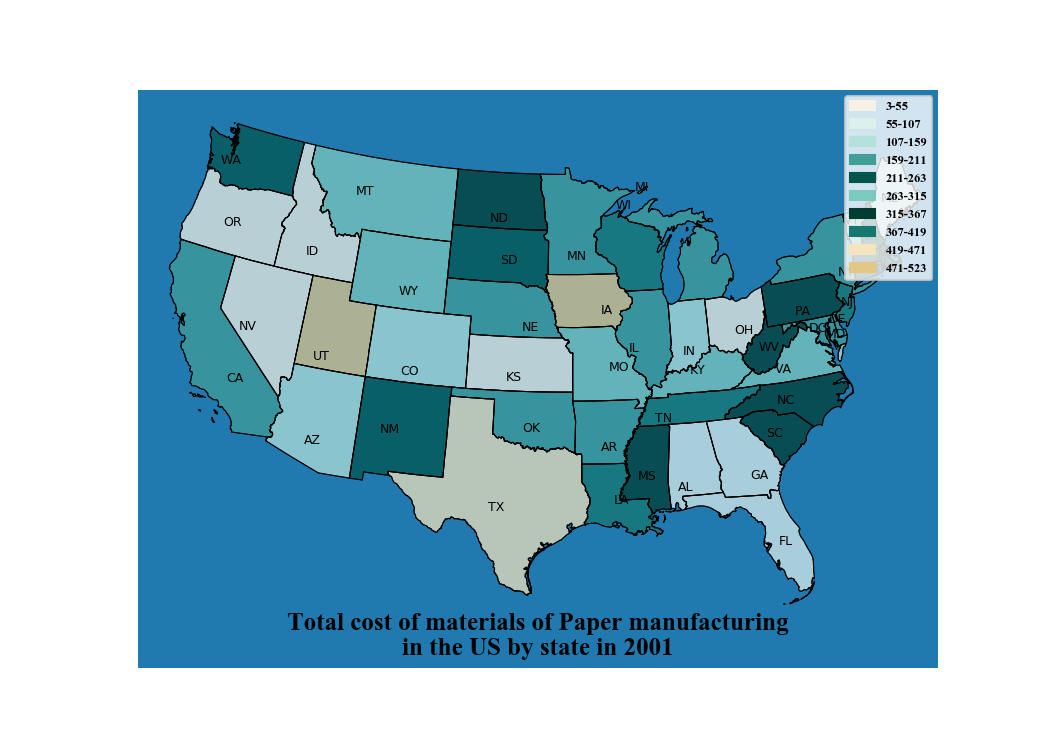 3-55
55-107
107-159
159-211
211-263
263-315
315-367
367-419
419-471
471-523
WA
MT
ND
MI
WI
OR
ID
MN
SD
WY
NE
IA
PA
NJ
NV
UT
CO
IL
IN
OH
WV
DC
MD
CA
KS
MO
KY
VA
AZ
NM
OK
AR
TN
NC
SC
TX
LA
MS
AL
GA
FL
Total cost of materials of Paper manufacturing
in the US by state in 2001